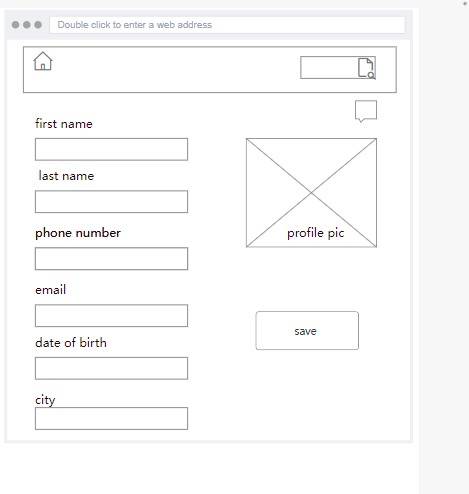 Double click to enter a web address
first name
last name
phone number
profile pic
email
save
date of birth
city